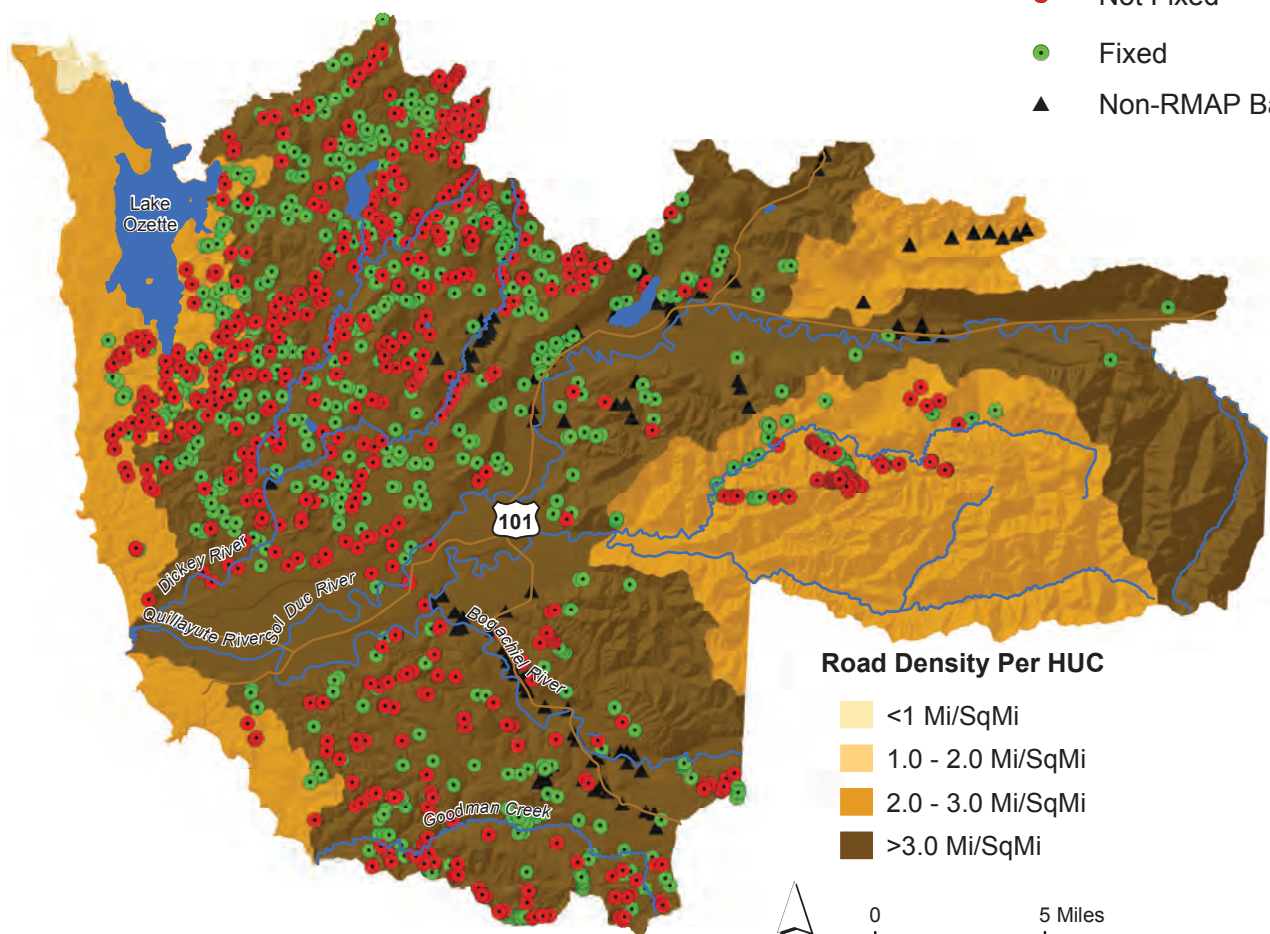 Fixed
Non-RMAP
Lake
Ozette
101
Dickey River
Quillayute River
Sol Duc River
Bogachiel River
Goodman Creek
Road Density Per HUC
<1 Mi/SqMi
1.0 - 2.0 Mi/SqMi
2.0 - 3.0 Mi/SqMi
>3.0 Mi/SqMi
0
5 Miles